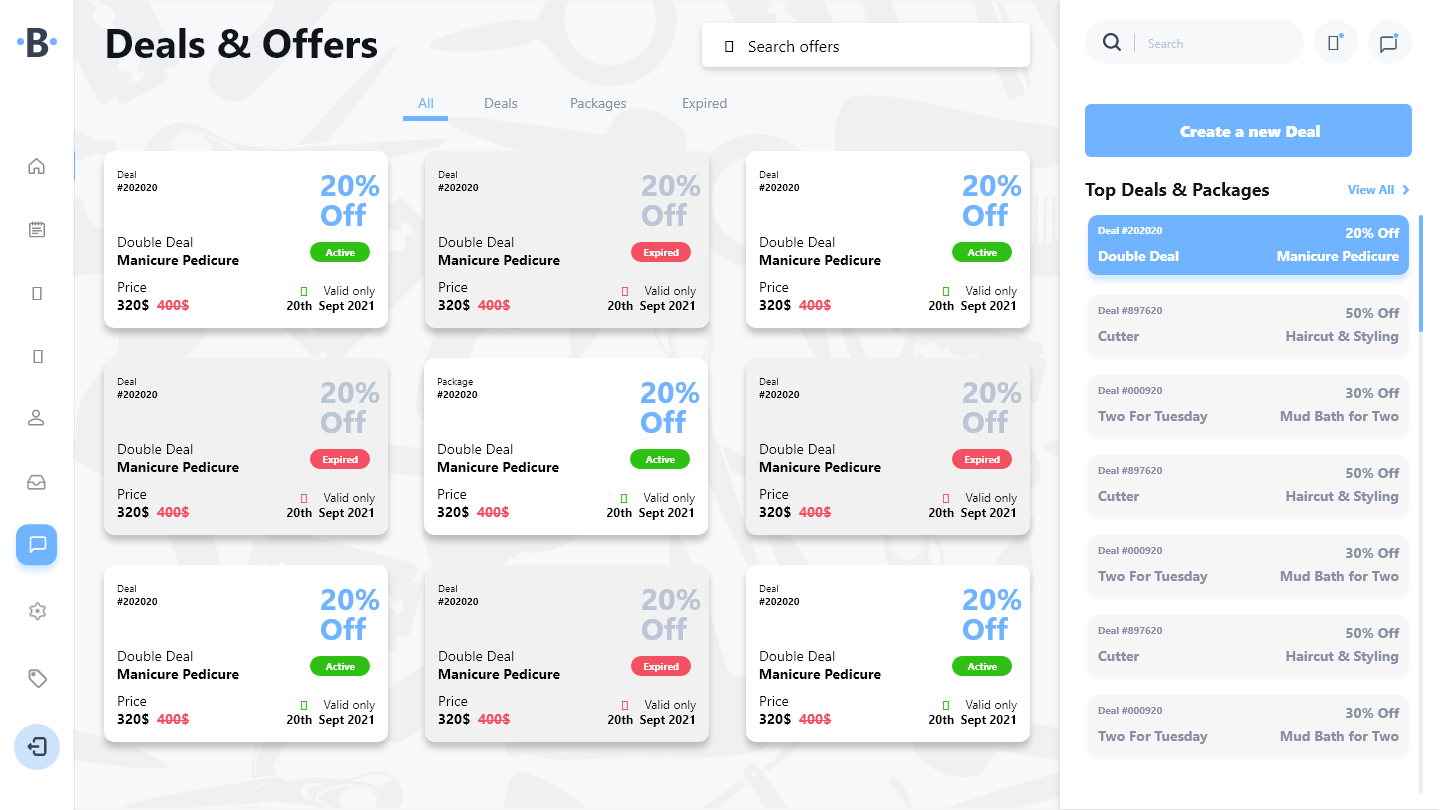 B
Deals & Offers
Search offers
Search
All
Deals
Packages
Expired
Create a new Deal
Top Deals & Packages
View All
Deal
#202020
20%
Off
Double Deal
Manicure Pedicure
Active
Price
Valid only
320$ 400$
20th Sept 2021
Deal
#202020
20%
Off
Double Deal
Manicure Pedicure
Expired
Price
Valid only
320$ 400$
20th Sept 2021
Deal
#202020
20%
Off
Double Deal
Manicure Pedicure
Active
Price
Valid only
320$ 400$
20th Sept 2021
Deal
#202020
20%
Off
Double Deal
Manicure Pedicure
Expired
Price
Valid only
320$ 400$
20th Sept 2021
Package
#202020
20%
Off
Double Deal
Manicure Pedicure
Active
Price
Valid only
320$ 400$
20th Sept 2021
Deal
#202020
20%
Off
Double Deal
Manicure Pedicure
Expired
Price
Valid only
320$ 400$
20th Sept 2021
Deal
#202020
20%
Off
Double Deal
Manicure Pedicure
Active
Price
Valid only
320$ 400$
20th Sept 2021
Deal
#202020
20%
Off
Double Deal
Manicure Pedicure
Expired
Price
Valid only
320$ 400$
20th Sept 2021
Deal
#202020
20%
Off
Double Deal
Manicure Pedicure
Active
Price
Valid only
320$ 400$
20th Sept 2021
Deal #202020
20% Off
Double Deal
Manicure Pedicure
Deal #897620
50% Off
Cutter
Haircut & Styling
Deal #000920
30% Off
Two For Tuesday
Mud Bath for Two
Deal #897620
50% Off
Cutter
Haircut & Styling
Deal #000920
30% Off
Two For Tuesday
Mud Bath for Two
Deal #897620
50% Off
Cutter
Haircut & Styling
Deal #000920
30% Off
Two For Tuesday
Mud Bath for Two